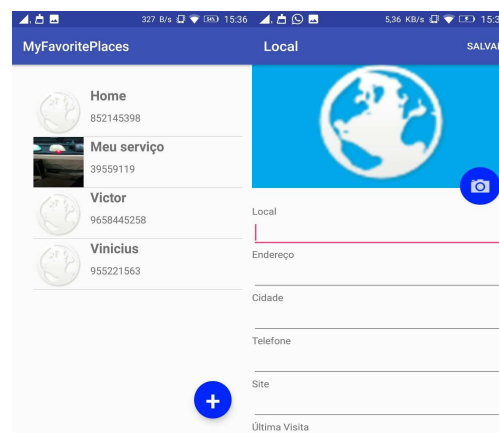 327 B/s 15:36
MyFavoritePlaces
Home
852145398
Meu serviço
39559119
Victor
9658445258
Vinicius
955221563
+
5,36 KB/s
Local
Local
Endereço
Cidade
Telefone
Site
Última Visita